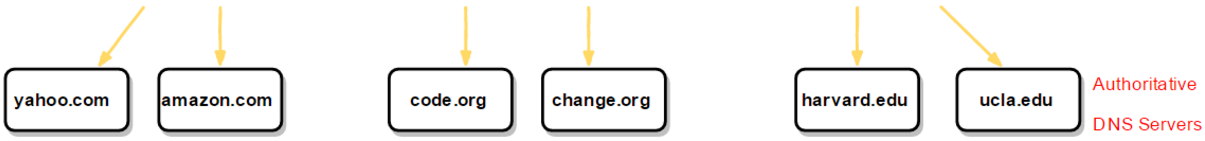 yahoo.com
amazon.com
code.org
change.org
harvard.edu
ucla.edu
Authoritative
DNS Servers